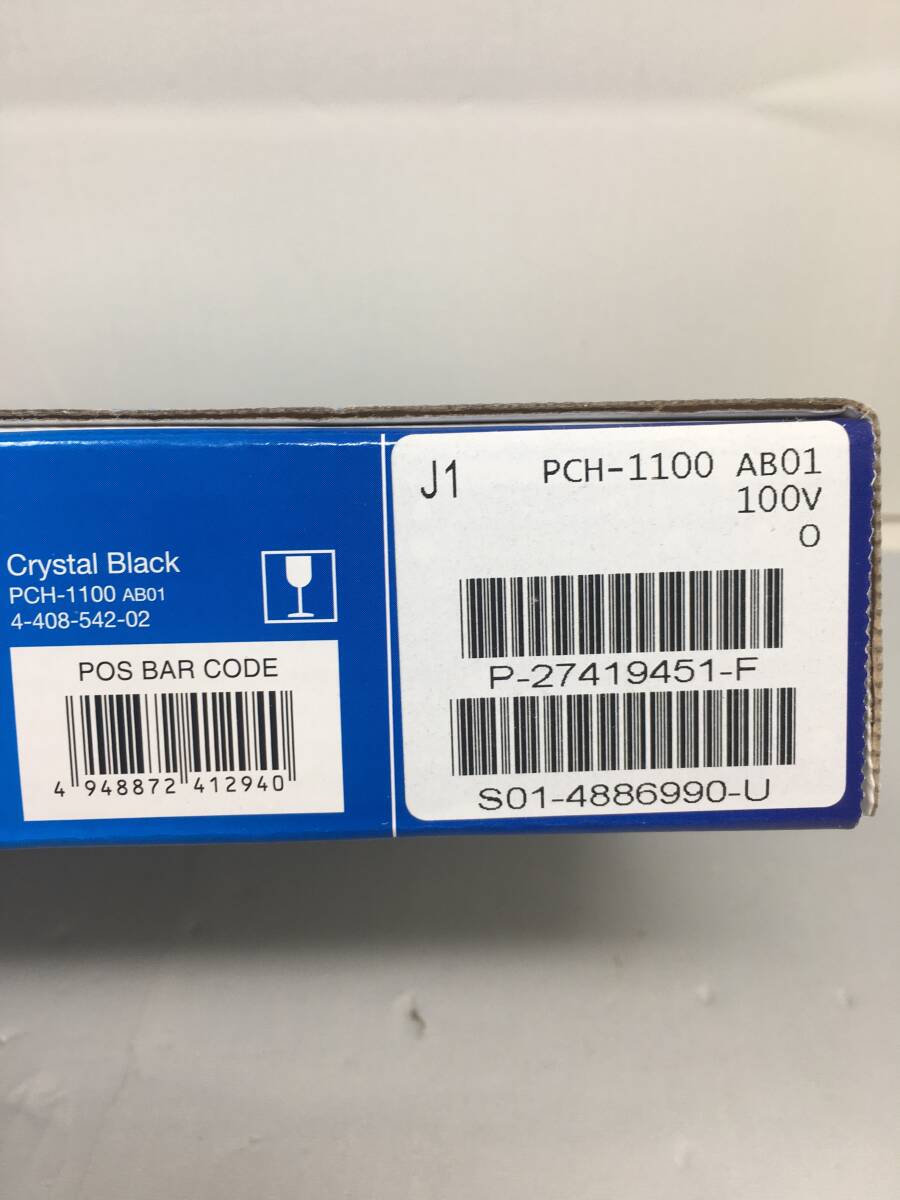 Crystal Black
PCH-1100 AB01
4-408-542-02
POS BAR CODE
4 948872 412940
J1 PCH-1100 AB01
100V
O
P-27419451-F
S01-4886990-U